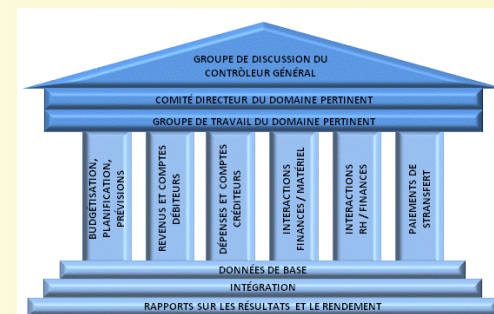 GROUPE DE DISCUSSION DU
CONTRÔLEUR GÉNÉRAL
COMITÉ DIRECTEUR DU DOMAINE PERTINENT
GROUPE DE TRAVAIL DU DOMAINE PERTINENT
BUDGÉTISATION,
PLANIFICATION,
PRÉVISIONS
REVENUS ET COMPTES
DÉBITEURS
DÉPENSES ET COMPTES
CRÉDITEURS
INTERACTIONS
FINANCES / MATÉRIEL
INTERACTIONS
RH / FINANCES
PAIEMENTS DE
STRANSFERT
DONNÉES DE BASE
INTÉGRATION
RAPPORTS SUR LES RÉSULTATS ET LE RENDEMENT